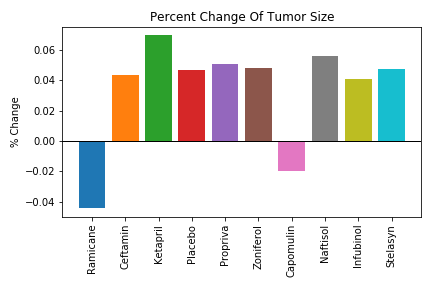 Percent Change Of Tumor Size
% Change
0.06
0.04
0.02
0.00
−0.02
−0.04
Ramicane
Ceftamin
Ketapril
Placebo
Propriva
Zoniferol
Capomulin
Naftisol
Infubinol
Stelasyn